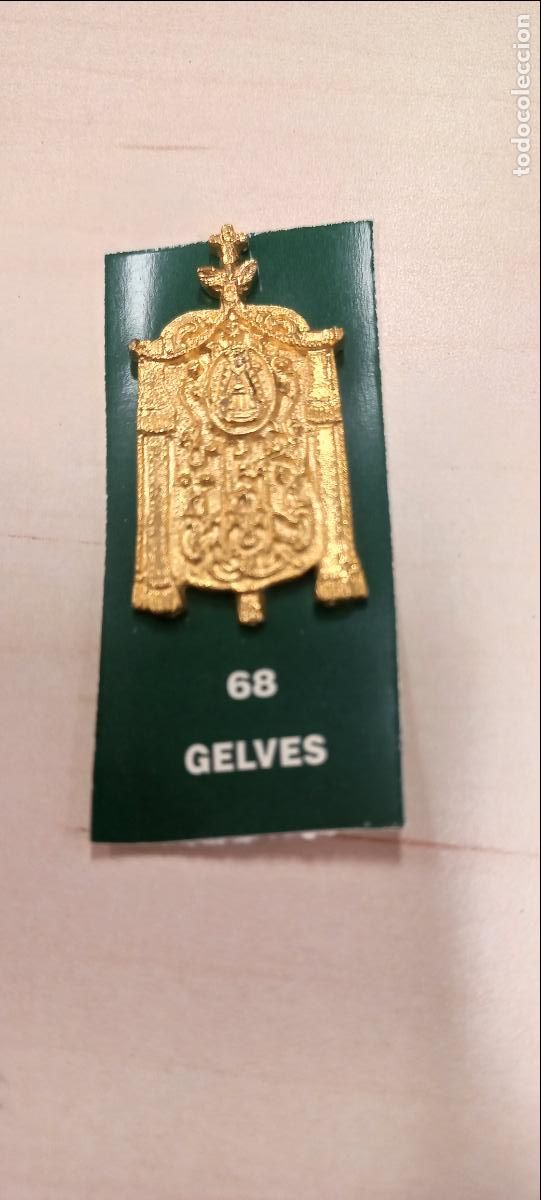 todocoleccion
68
GELVES